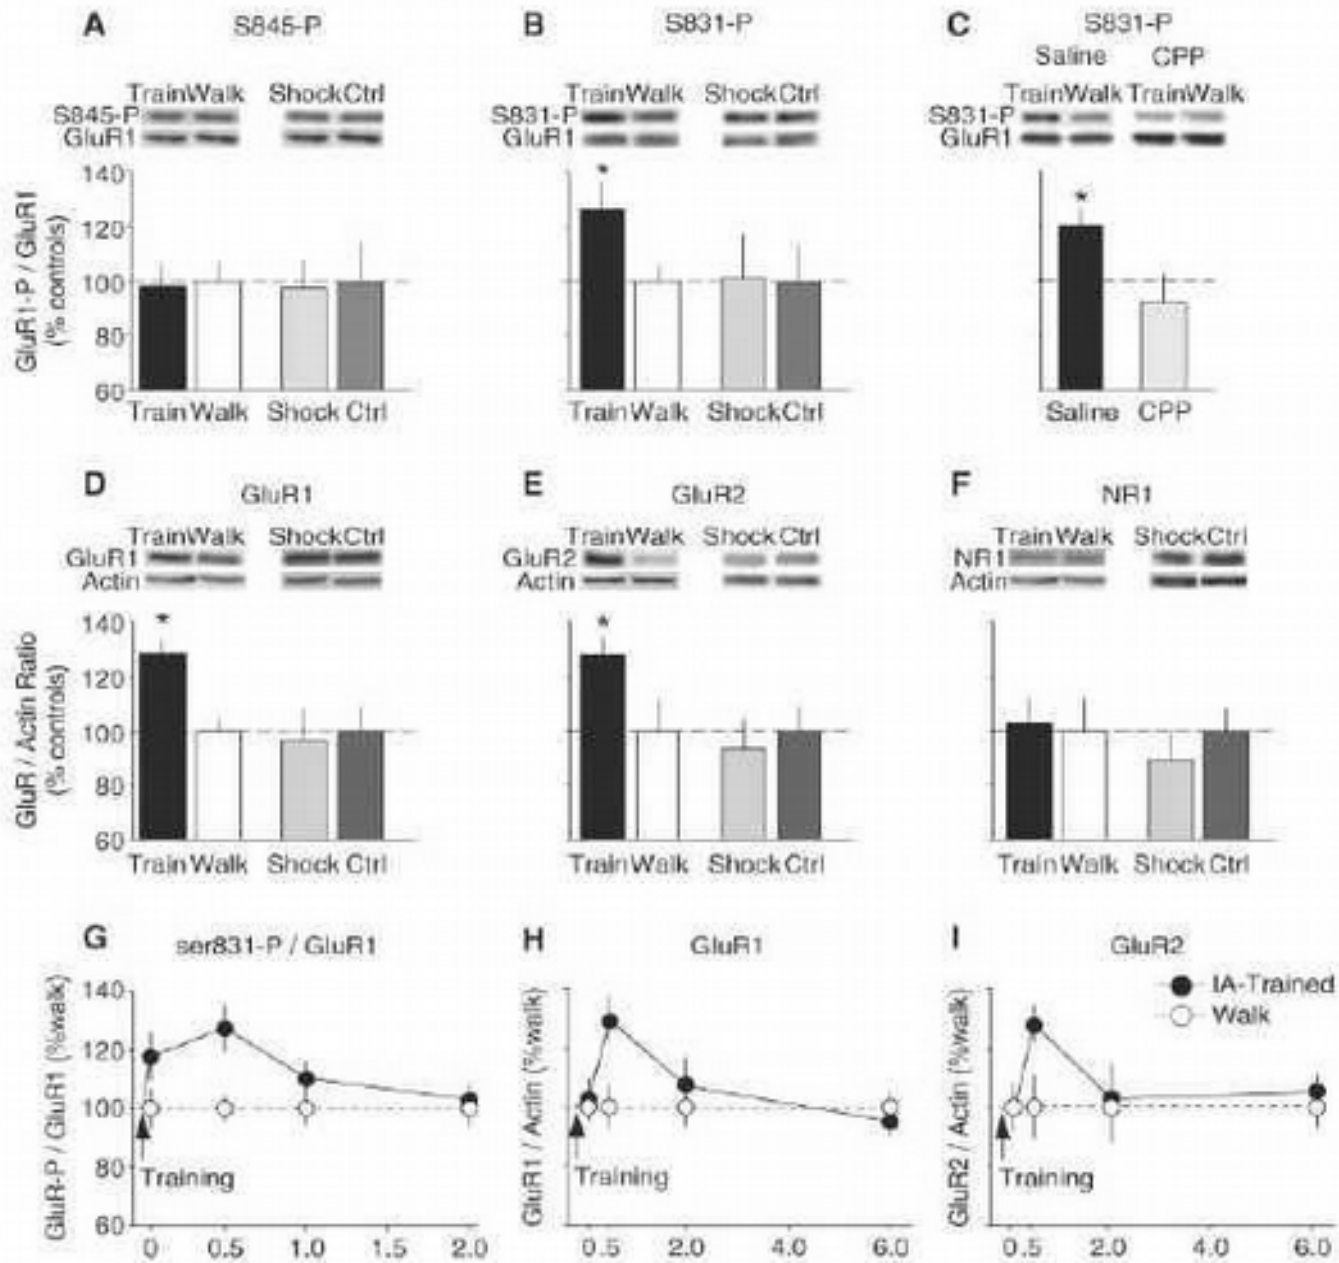 A S845-P
Train Walk Shock Ctrl
S845-P
GluR1
GluR1-P / GluR1
(% controls)
140
120
100
80
60
Train Walk Shock Ctrl
B S831-P
Train Walk Shock Ctrl
S831-P
GluR1
*
Train Walk Shock Ctrl
C S831-P
Saline CPP
Train Walk Train Walk
S831-P
GluR1
*
Saline CPP
D GluR1
Train Walk Shock Ctrl
GluR1
Actin
GluR / Actin Ratio
(% controls)
140
120
100
80
60
*
Train Walk Shock Ctrl
E GluR2
Train Walk Shock Ctrl
GluR2
Actin
*
Train Walk Shock Ctrl
F NR1
Train Walk Shock Ctrl
NR1
Actin
Train Walk Shock Ctrl
G ser831-P / GluR1
GluR-P / GluR1 (%walk)
140
120
100
80
60
Training
0 0.5 1.0 1.5 2.0
H GluR1
GluR1 / Actin (%walk)
Training
0.5 2.0 4.0 6.0
I GluR2
IA-Trained
Walk
GluR2 / Actin (%walk)
Training
0.5 2.0 4.0 6.0